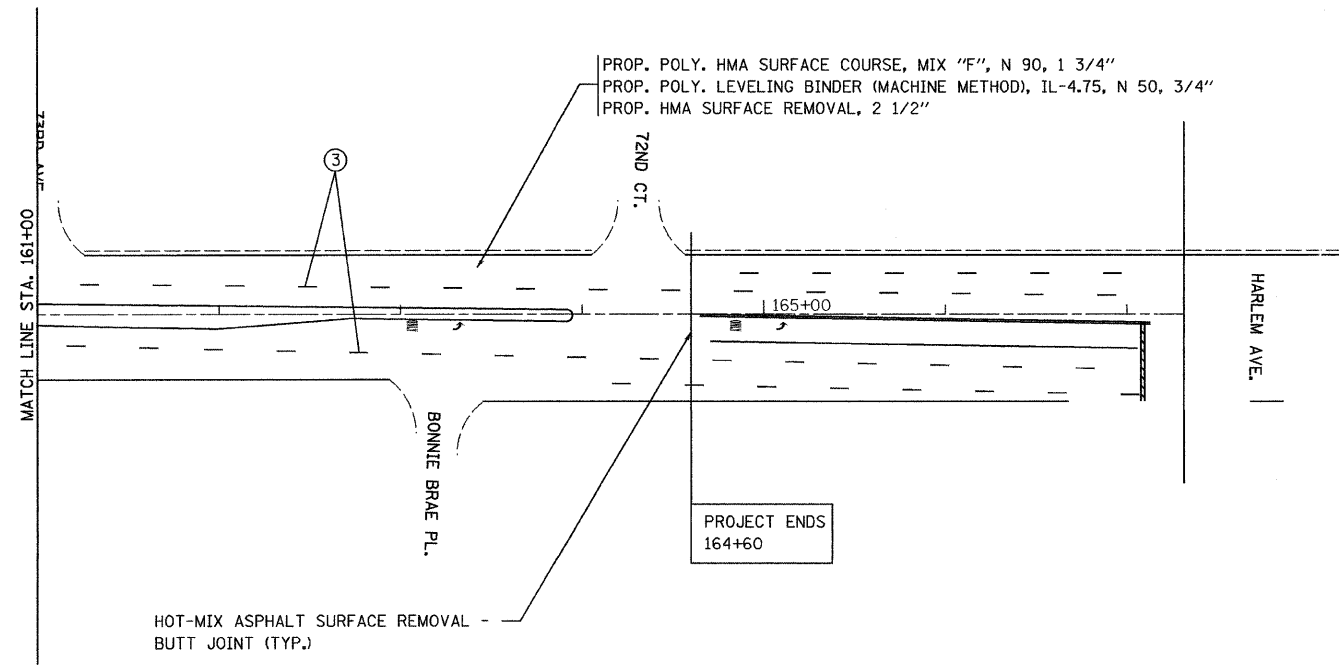 PROP. POLY. HMA SURFACE COURSE, MIX "F", N 90, 1 3/4"
PROP. POLY. LEVELING BINDER (MACHINE METHOD), IL-4.75, N 50, 3/4"
PROP. HMA SURFACE REMOVAL, 2 1/2"
3
72ND CT.
MATCH LINE STA. 161+00
165+00
HARLEM AVE.
BONNIE BRAE PL.
PROJECT ENDS
164+60
HOT-MIX ASPHALT SURFACE REMOVAL -
BUTT JOINT (TYP.)